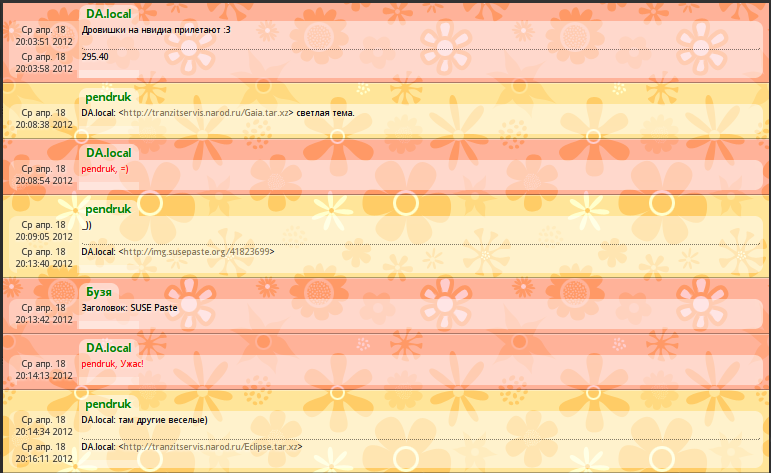 DA.local
Ср апр. 18 Дровишки на нвидиа прилетают :3
20:03:51 2012
Ср апр. 18 295.40
20:03:58 2012
pendruk
Ср апр. 18 DA.local: <http://tranzitservis.narod.ru/Gaia.tar.xz> светлая тема.
20:08:38 2012
DA.local
Ср апр. 18 pendruk, =)
20:08:54 2012
pendruk
Ср апр. 18 _))
20:09:05 2012
Ср апр. 18 DA.local: <http://img.susepaste.org/41823699>
20:13:40 2012
Бузя
Ср апр. 18 Заголовок: SUSE Paste
20:13:42 2012
DA.local
Ср апр. 18 pendruk, Ужас!
20:14:13 2012
pendruk
Ср апр. 18 DA.local: там другие веселые)
20:14:34 2012
Ср апр. 18 DA.local: <http://tranzitservis.narod.ru/Eclipse.tar.xz>
20:16:11 2012